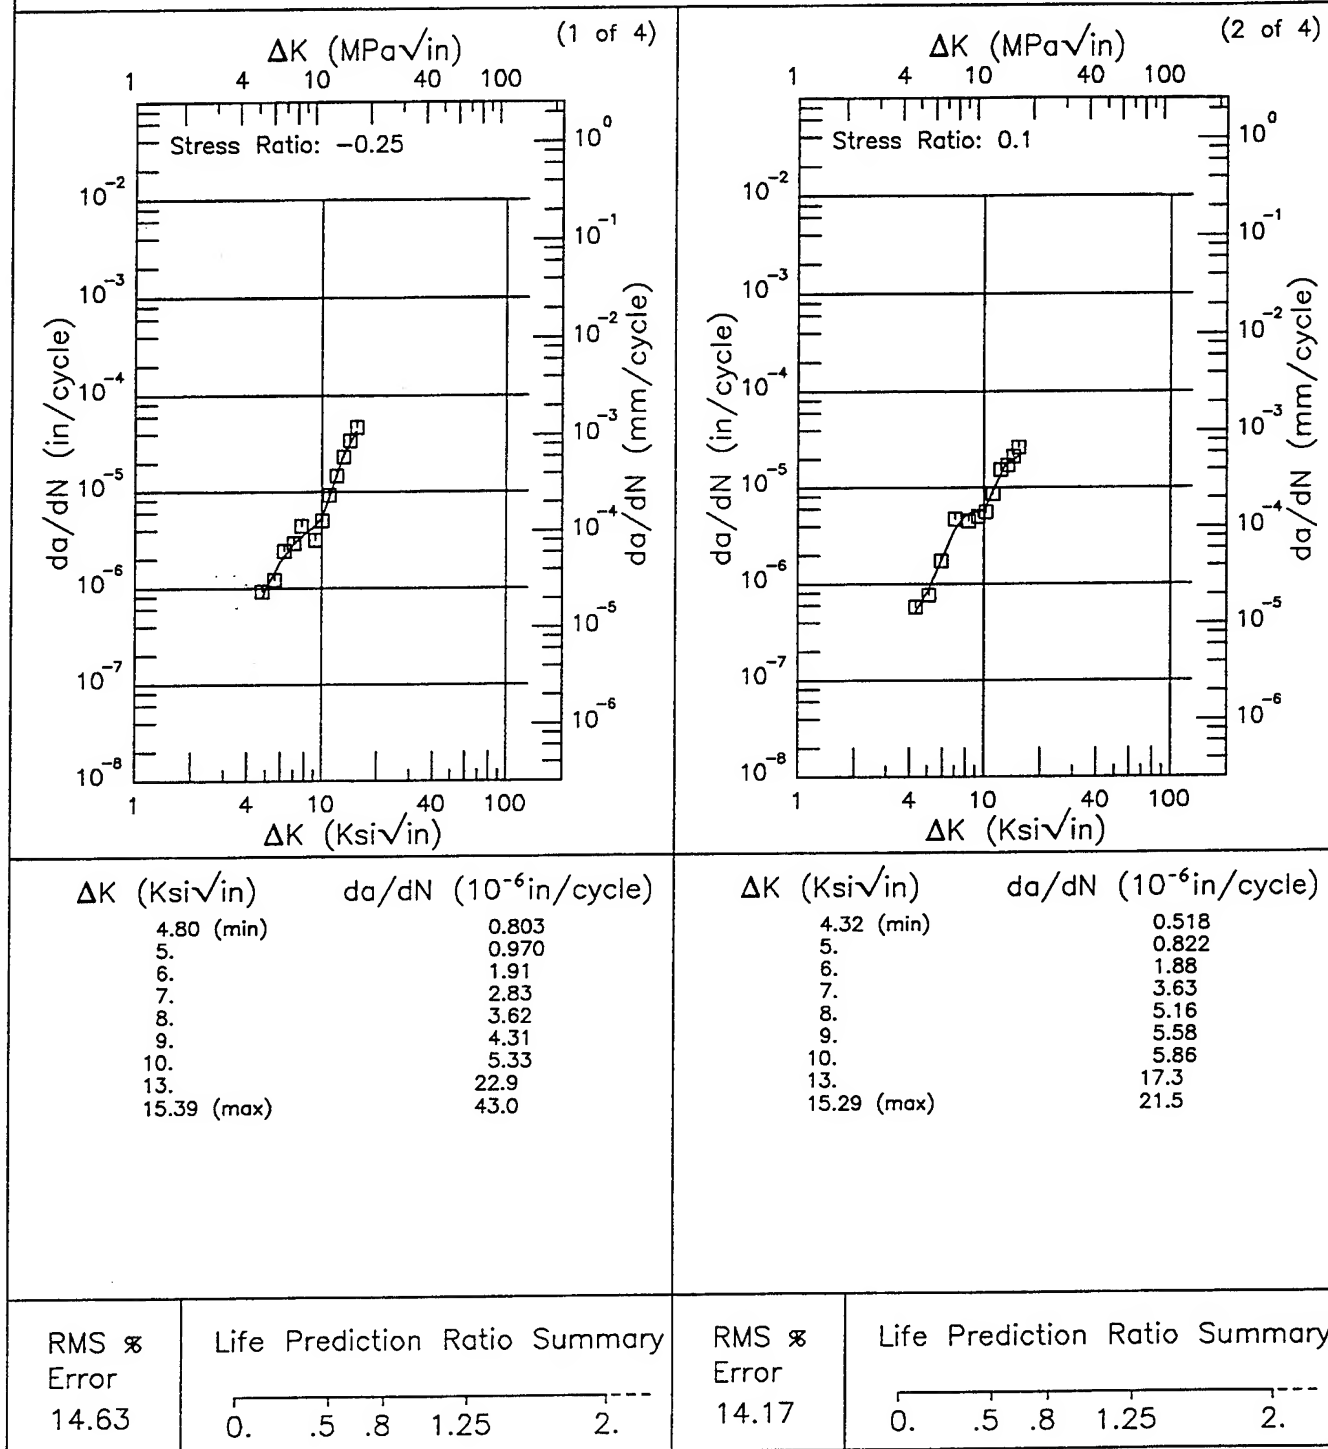 (1 of 4)
ΔK (MPa√in)
1 4 10 40 100
Stress Ratio: −0.25
10⁰
10⁻¹
10⁻²
10⁻³
10⁻⁴
10⁻⁵
10⁻⁶
da/dN (mm/cycle)
10⁻²
10⁻³
10⁻⁴
10⁻⁵
10⁻⁶
10⁻⁷
10⁻⁸
da/dN (in/cycle)
1 4 10 40 100
ΔK (Ksi√in)
ΔK (Ksi√in) da/dN (10⁻⁶in/cycle)
4.80 (min) 0.803
5. 0.970
6. 1.91
7. 2.83
8. 3.62
9. 4.31
10. 5.33
13. 22.9
15.39 (max) 43.0
RMS %
Error
14.63
Life Prediction Ratio Summary
0. .5 .8 1.25 2.
(2 of 4)
ΔK (MPa√in)
1 4 10 40 100
Stress Ratio: 0.1
10⁰
10⁻¹
10⁻²
10⁻³
10⁻⁴
10⁻⁵
10⁻�6
da/dN (mm/cycle)
10⁻²
10⁻³
10⁻⁴
10⁻⁵
10⁻⁶
10⁻⁷
10⁻⁸
da/dN (in/cycle)
1 4 10 40 100
ΔK (Ksi√in)
ΔK (Ksi√in) da/dN (10⁻⁶in/cycle)
4.32 (min) 0.518
5. 0.822
6. 1.88
7. 3.63
8. 5.16
9. 5.58
10. 5.86
13. 17.3
15.29 (max) 21.5
RMS %
Error
14.17
Life Prediction Ratio Summary
0. .5 .8 1.25 2.